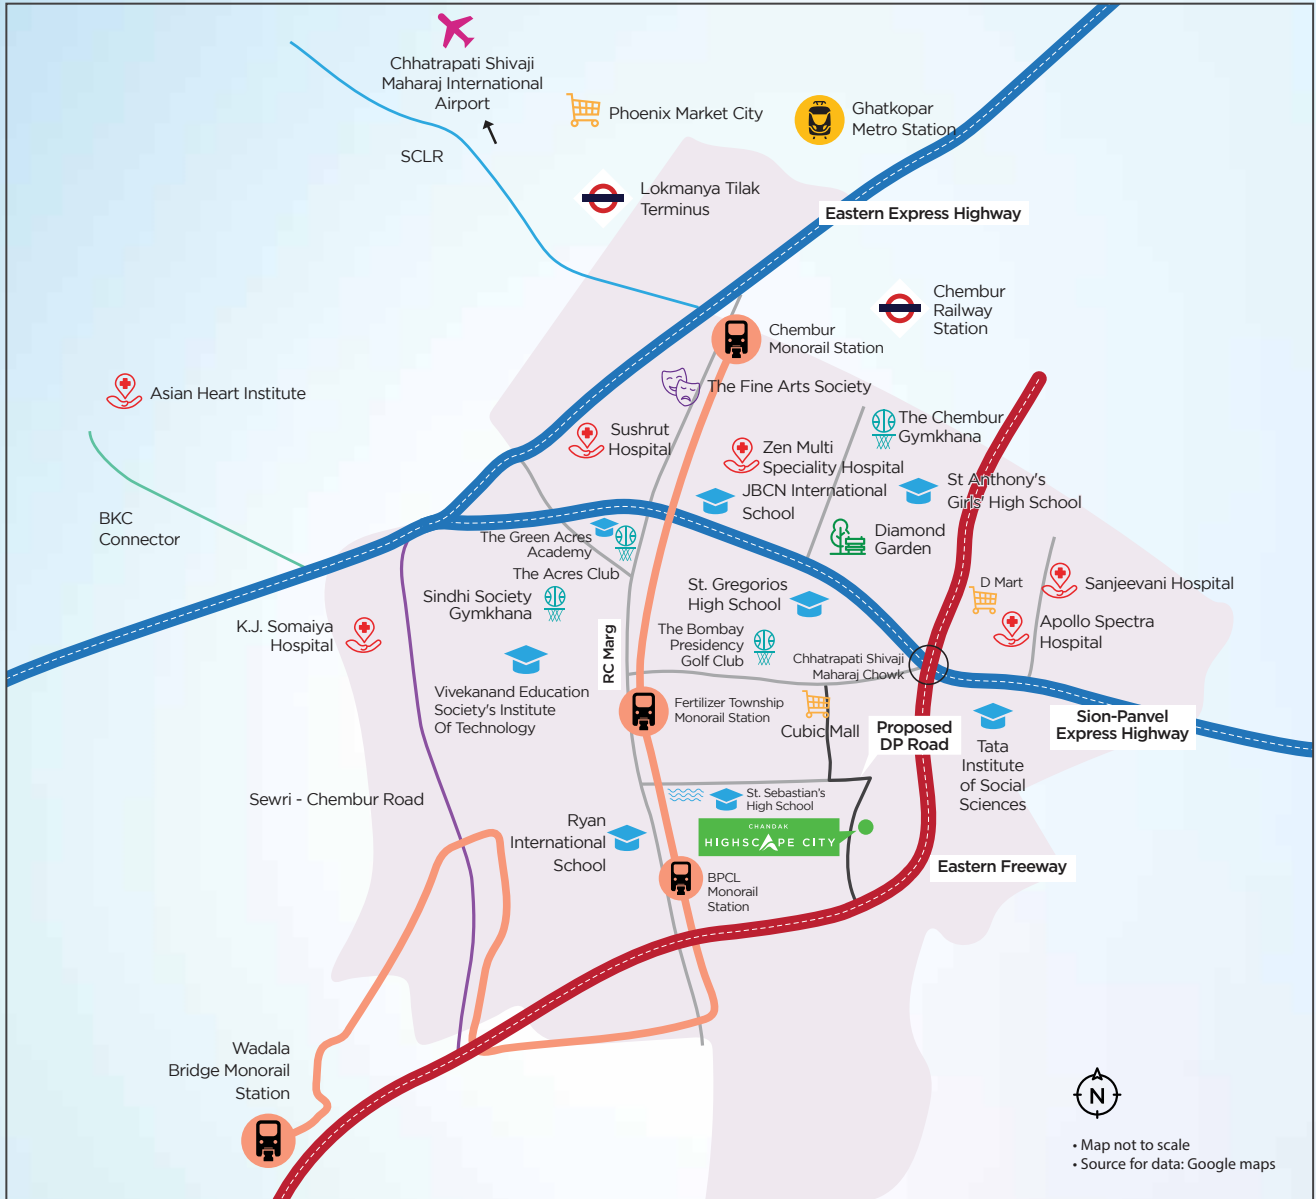 Chhatrapati Shivaji
Maharaj International
Airport
Phoenix Market City
Ghatkopar
Metro Station
SCLR
Lokmanya Tilak
Terminus
Eastern Express Highway
Chembur
Railway
Station
Chembur
Monorail Station
Asian Heart Institute
The Fine Arts Society
The Chembur
Gymkhana
Sushrut
Hospital
Zen Multi
Speciality Hospital
JBCN International
School
St Anthony's
Girls' High School
BKC
Connector
The Green Acres
Academy
The Acres Club
Diamond
Garden
Sindhi Society
Gymkhana
St. Gregorios
High School
D Mart
Sanjeevani Hospital
K.J. Somaiya
Hospital
RC Marg
The Bombay
Presidency
Golf Club
Chhatrapati Shivaji
Maharaj Chowk
Apollo Spectra
Hospital
Vivekanand Education
Society's Institute
Of Technology
Fertilizer Township
Monorail Station
Cubic Mall
Proposed
DP Road
Tata
Institute
of Social
Sciences
Sion-Panvel
Express Highway
Sewri - Chembur Road
St. Sebastian's
High School
Ryan
International
School
CHANDAK
HIGHSCAPE CITY
BPCL
Monorail
Station
Eastern Freeway
Wadala
Bridge Monorail
Station
N
• Map not to scale
• Source for data: Google maps